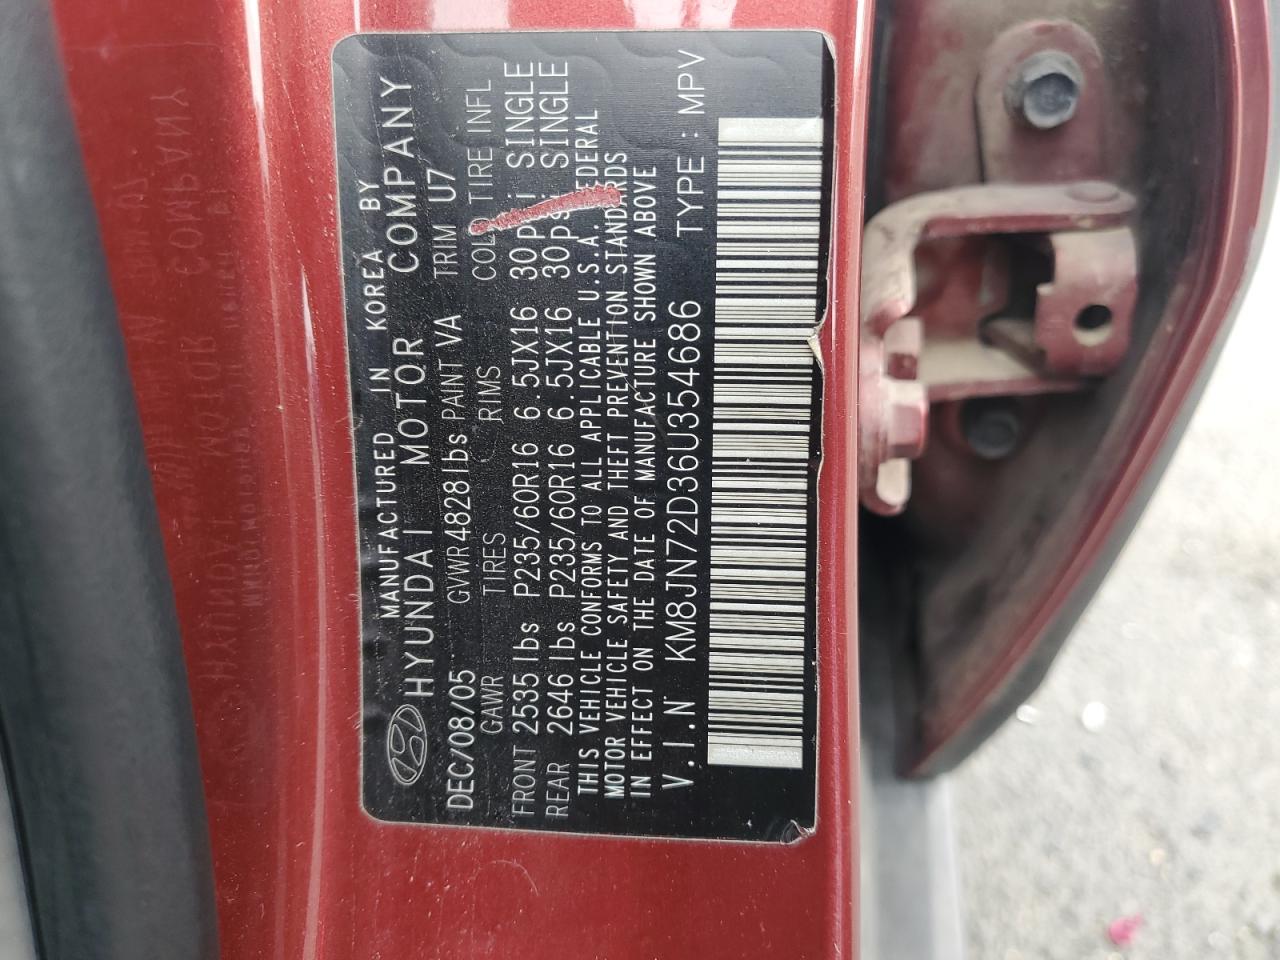 MANUFACTURED IN KOREA BY
HYUNDAI MOTOR COMPANY
DEC/08/05 GVWR 4828 lbs PAINT VA TRIM U7
GAWR TIRES RIMS COLD TIRE INFL
FRONT 2535 lbs P235/60R16 6.5JX16 30psi SINGLE
REAR 2646 lbs P235/60R16 6.5JX16 30psi SINGLE
THIS VEHICLE CONFORMS TO ALL APPLICABLE U.S.A. FEDERAL
MOTOR VEHICLE SAFETY AND THEFT PREVENTION STANDARDS
IN EFFECT ON THE DATE OF MANUFACTURE SHOWN ABOVE
V.I.N KM8JN72D36U354686 TYPE : MPV